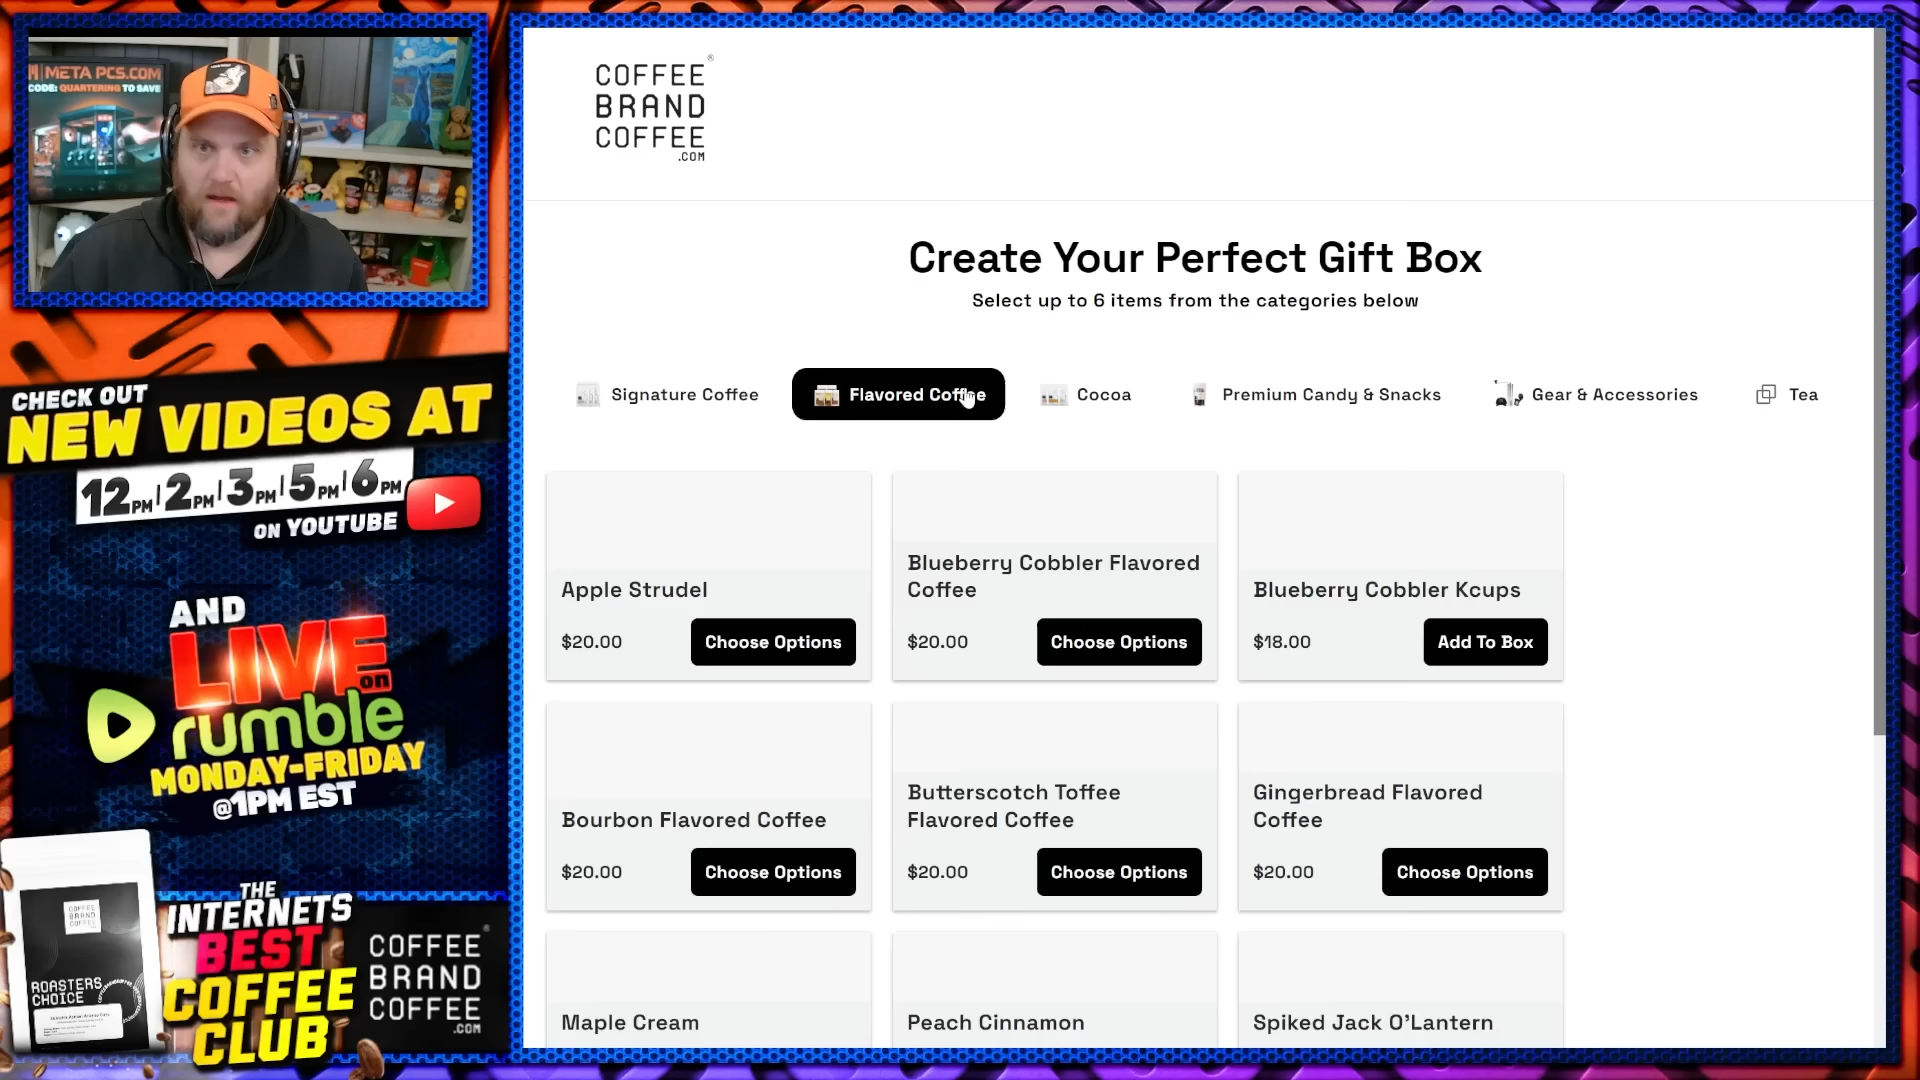 META PCS.COM
CODE: QUARTERING TO SAVE
CHECK OUT
NEW VIDEOS AT
12PM | 2PM | 3PM | 5PM | 6PM
ON YOUTUBE
AND
LIVE on
rumble
MONDAY-FRIDAY
@1PM EST
COFFEE
BRAND
COFFEE
ROASTERS
CHOICE
THE
INTERNETS
BEST
COFFEE
CLUB
COFFEE®
BRAND
COFFEE
.COM
COFFEE®
BRAND
COFFEE
.COM
Create Your Perfect Gift Box
Select up to 6 items from the categories below
Signature Coffee
Flavored Coffee
Cocoa
Premium Candy & Snacks
Gear & Accessories
Tea
Apple Strudel
$20.00
Choose Options
Blueberry Cobbler Flavored
Coffee
$20.00
Choose Options
Blueberry Cobbler Kcups
$18.00
Add To Box
Bourbon Flavored Coffee
$20.00
Choose Options
Butterscotch Toffee
Flavored Coffee
$20.00
Choose Options
Gingerbread Flavored
Coffee
$20.00
Choose Options
Maple Cream
Peach Cinnamon
Spiked Jack O'Lantern